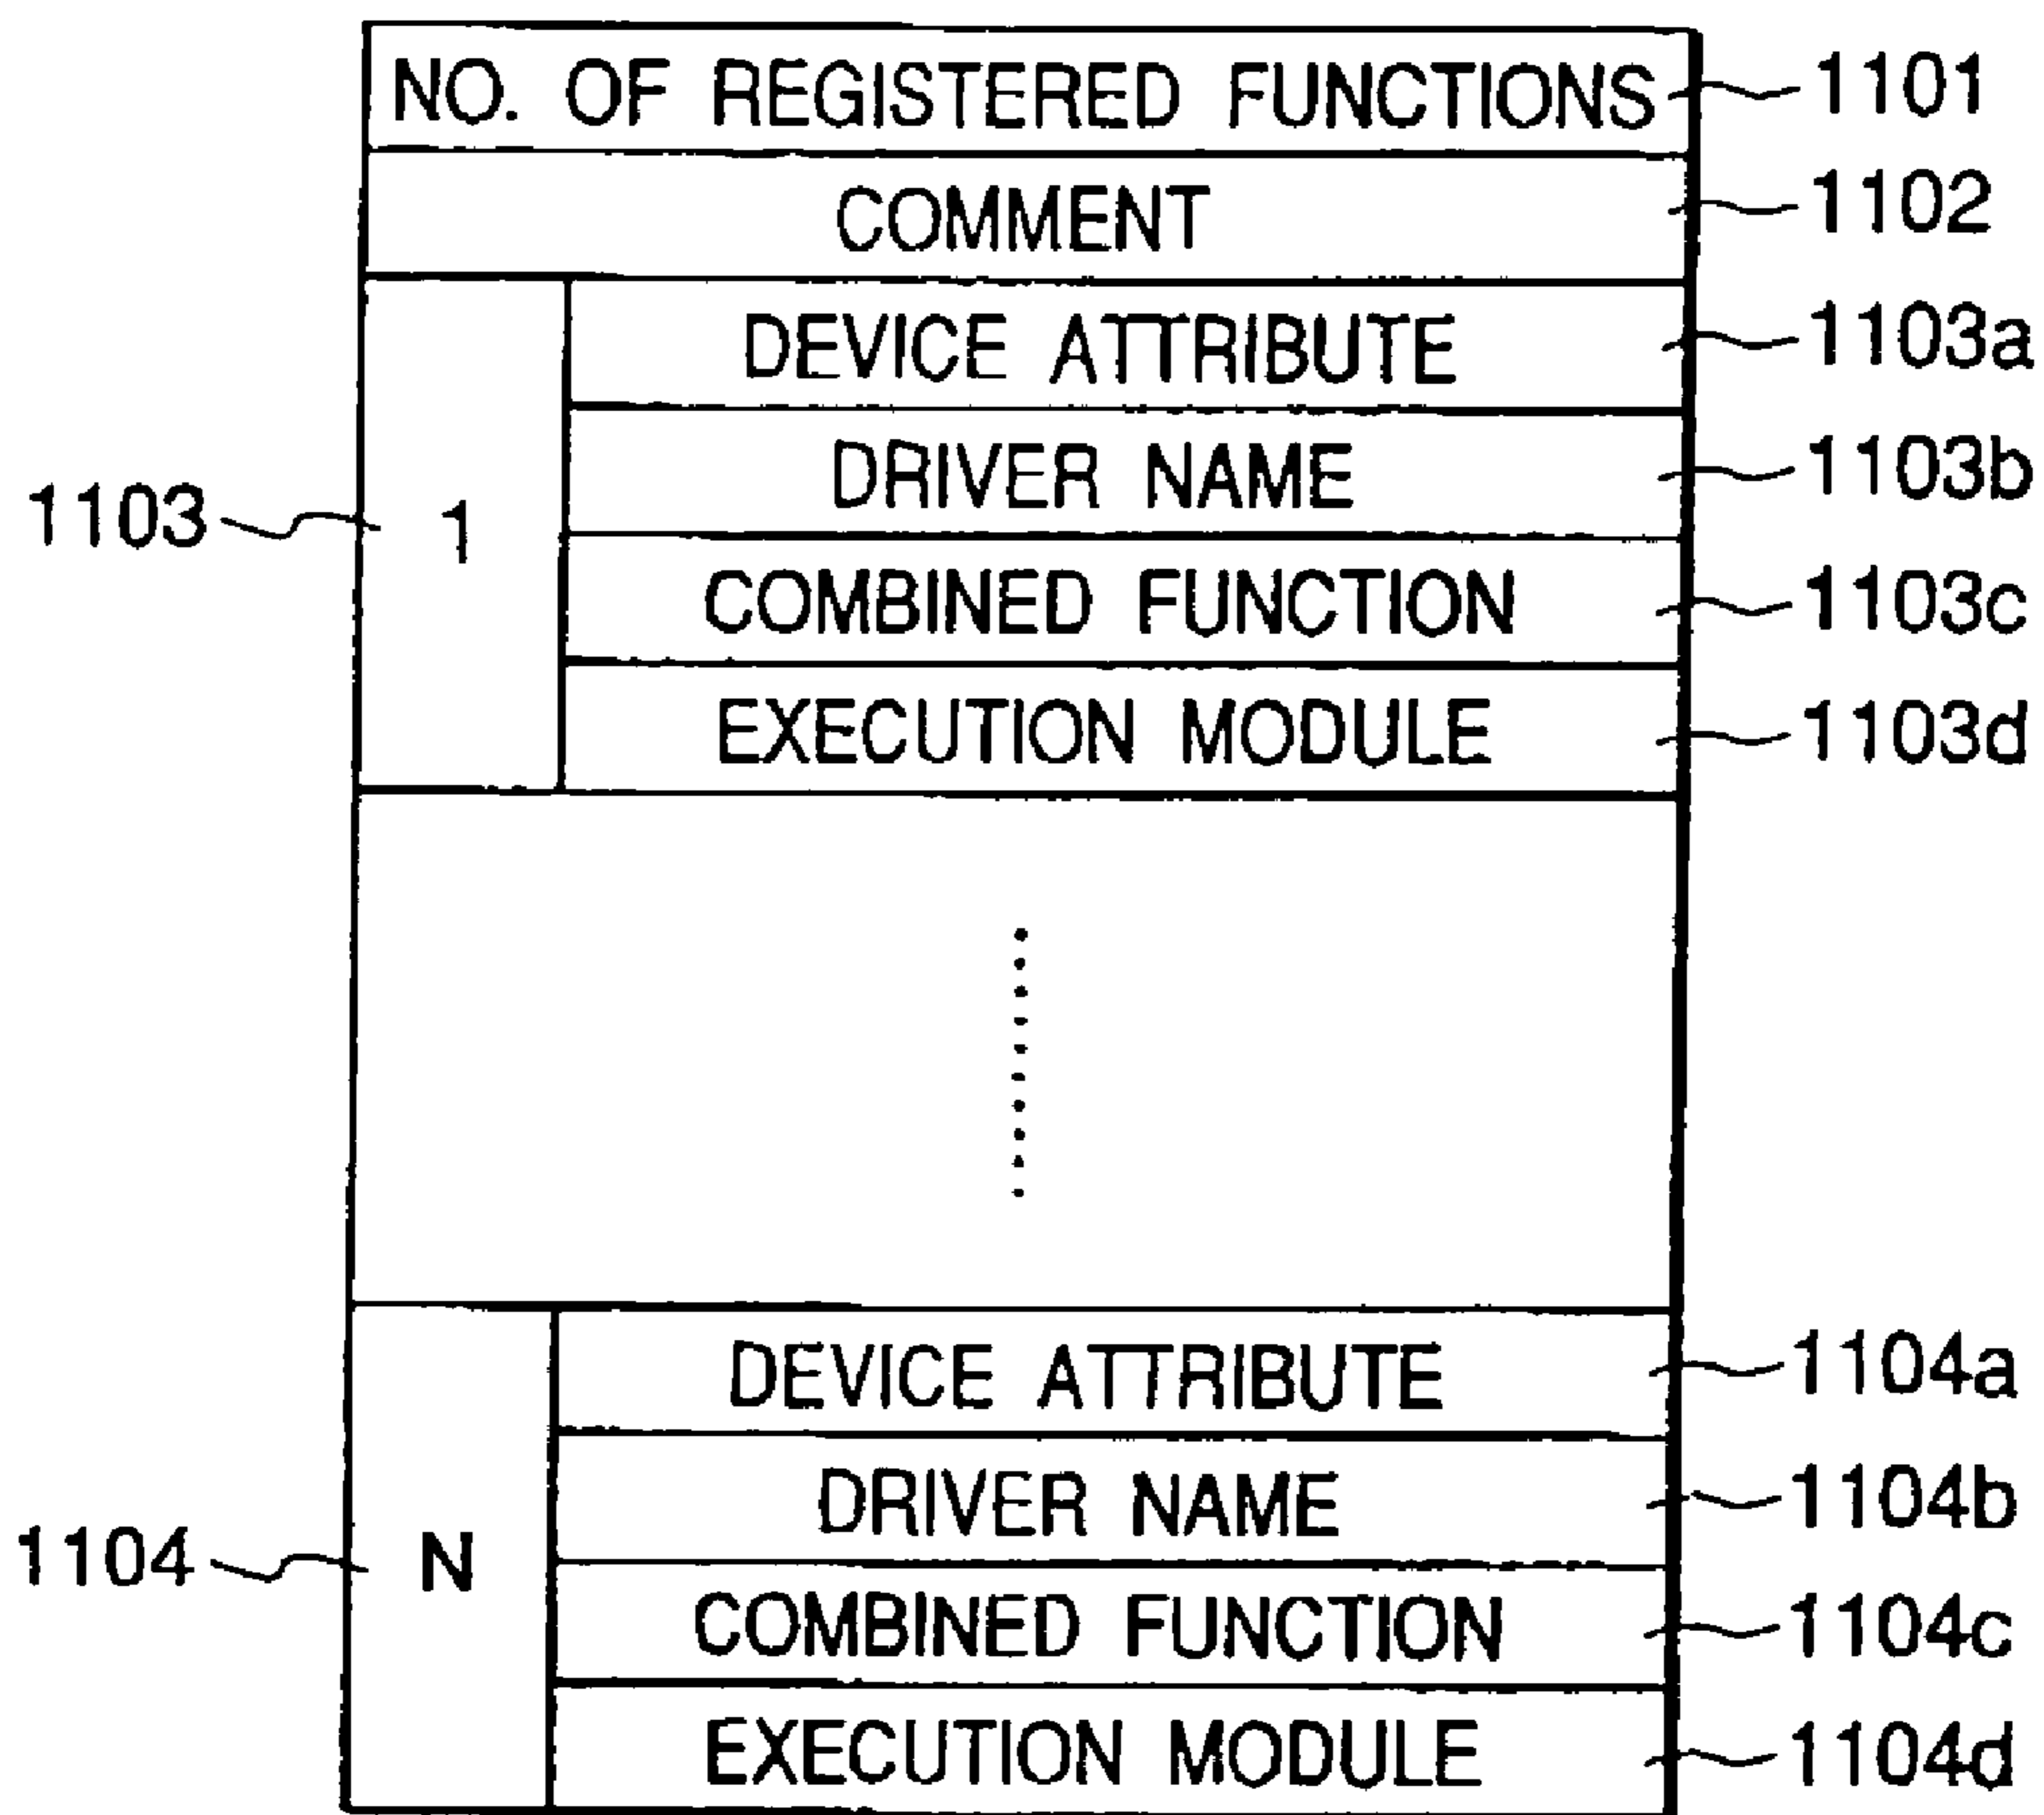 NO. OF REGISTERED FUNCTIONS 1101
COMMENT 1102
DEVICE ATTRIBUTE 1103a
DRIVER NAME 1103b
1103 1
COMBINED FUNCTION 1103c
EXECUTION MODULE 1103d
DEVICE ATTRIBUTE 1104a
DRIVER NAME 1104b
1104 N
COMBINED FUNCTION 1104c
EXECUTION MODULE 1104d